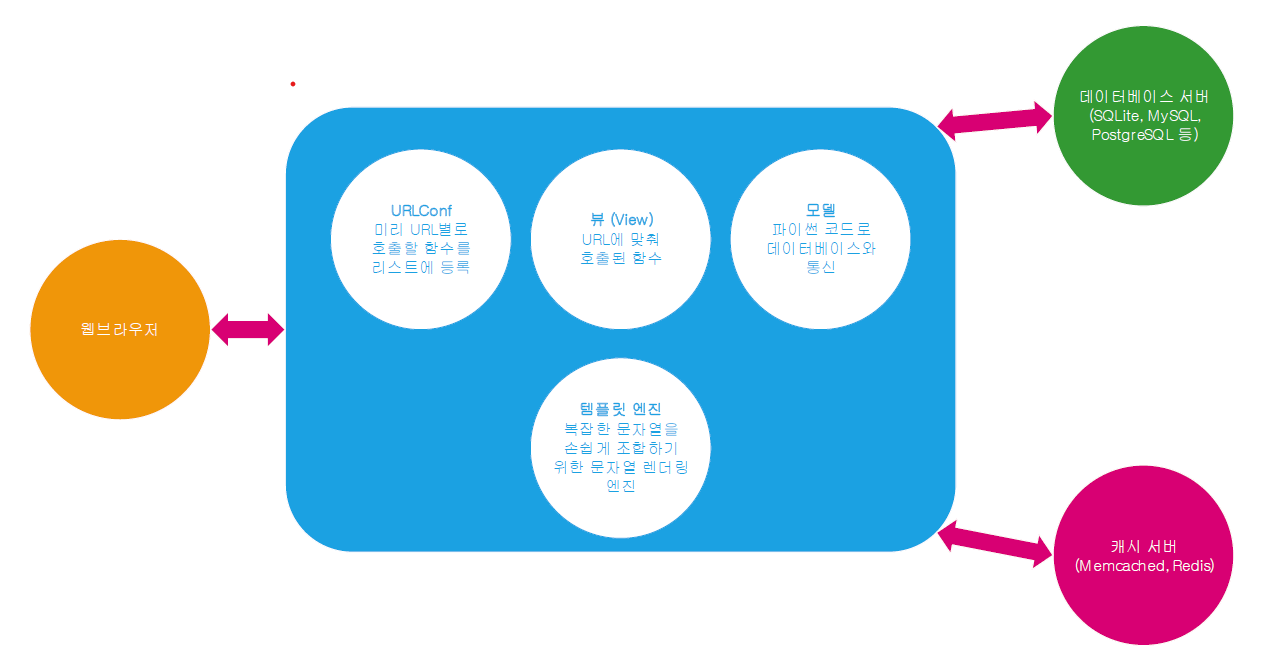 웹브라우저
URLConf
미리 URL별로
호출할 함수를
리스트에 등록
뷰 (View)
URL에 맞춰
호출된 함수
모델
파이썬 코드로
데이터베이스와
통신
템플릿 엔진
복잡한 문자열을
손쉽게 조합하기
위한 문자열 렌더링
엔진
데이터베이스 서버
(SQLite, MySQL,
PostgreSQL 등)
캐시 서버
(Memcached, Redis)